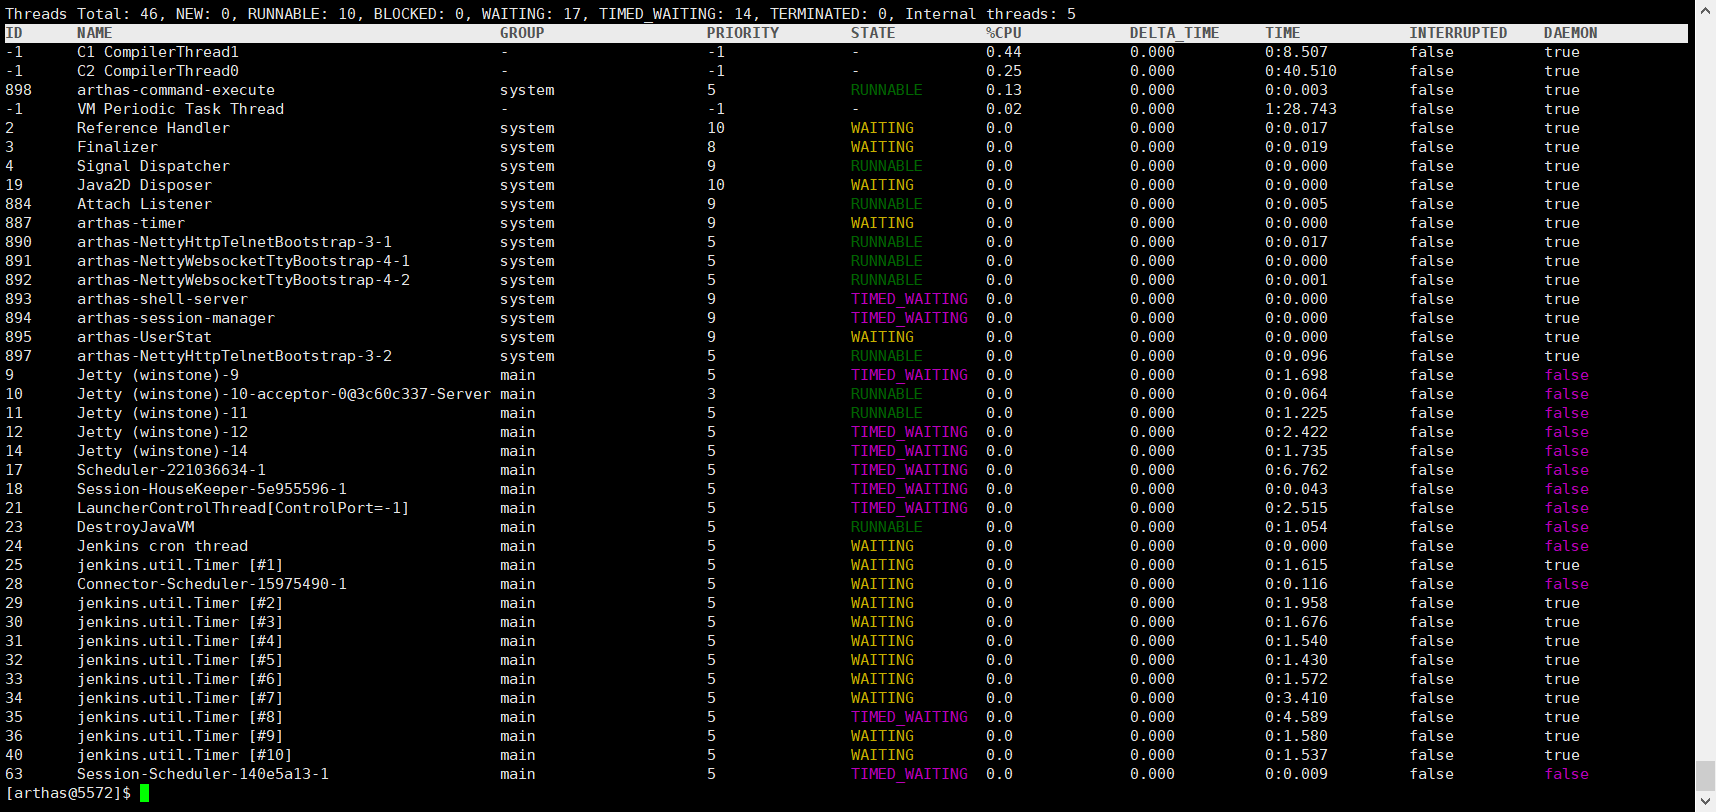 Threads Total: 46, NEW: 0, RUNNABLE: 10, BLOCKED: 0, WAITING: 17, TIMED_WAITING: 14, TERMINATED: 0, Internal threads: 5
ID NAME GROUP PRIORITY STATE %CPU DELTA_TIME TIME INTERRUPTED DAEMON
-1 C1 CompilerThread1 - -1 - 0.44 0.000 0:8.507 false true
-1 C2 CompilerThread0 - -1 - 0.25 0.000 0:40.510 false true
898 arthas-command-execute system 5 RUNNABLE 0.13 0.000 0:0.003 false true
-1 VM Periodic Task Thread - -1 - 0.02 0.000 1:28.743 false true
2 Reference Handler system 10 WAITING 0.0 0.000 0:0.017 false true
3 Finalizer system 8 WAITING 0.0 0.000 0:0.019 false true
4 Signal Dispatcher system 9 RUNNABLE 0.0 0.000 0:0.000 false true
19 Java2D Disposer system 10 WAITING 0.0 0.000 0:0.000 false true
884 Attach Listener system 9 RUNNABLE 0.0 0.000 0:0.005 false true
887 arthas-timer system 9 WAITING 0.0 0.000 0:0.000 false true
890 arthas-NettyHttpTelnetBootstrap-3-1 system 5 RUNNABLE 0.0 0.000 0:0.017 false true
891 arthas-NettyWebsocketTtyBootstrap-4-1 system 5 RUNNABLE 0.0 0.000 0:0.000 false true
892 arthas-NettyWebsocketTtyBootstrap-4-2 system 5 RUNNABLE 0.0 0.000 0:0.001 false true
893 arthas-shell-server system 9 TIMED_WAITING 0.0 0.000 0:0.000 false true
894 arthas-session-manager system 9 TIMED_WAITING 0.0 0.000 0:0.000 false true
895 arthas-UserStat system 9 WAITING 0.0 0.000 0:0.000 false true
897 arthas-NettyHttpTelnetBootstrap-3-2 system 5 RUNNABLE 0.0 0.000 0:0.096 false true
9 Jetty (winstone)-9 main 5 TIMED_WAITING 0.0 0.000 0:1.698 false false
10 Jetty (winstone)-10-acceptor-0@3c60c337-Server main 3 RUNNABLE 0.0 0.000 0:0.064 false false
11 Jetty (winstone)-11 main 5 RUNNABLE 0.0 0.000 0:1.225 false false
12 Jetty (winstone)-12 main 5 TIMED_WAITING 0.0 0.000 0:2.422 false false
14 Jetty (winstone)-14 main 5 TIMED_WAITING 0.0 0.000 0:1.735 false false
17 Scheduler-221036634-1 main 5 TIMED_WAITING 0.0 0.000 0:6.762 false false
18 Session-HouseKeeper-5e955596-1 main 5 TIMED_WAITING 0.0 0.000 0:0.043 false false
21 LauncherControlThread[ControlPort=-1] main 5 TIMED_WAITING 0.0 0.000 0:2.515 false false
23 DestroyJavaVM main 5 RUNNABLE 0.0 0.000 0:1.054 false false
24 Jenkins cron thread main 5 WAITING 0.0 0.000 0:0.000 false false
25 jenkins.util.Timer [#1] main 5 WAITING 0.0 0.000 0:1.615 false true
28 Connector-Scheduler-15975490-1 main 5 WAITING 0.0 0.000 0:0.116 false false
29 jenkins.util.Timer [#2] main 5 WAITING 0.0 0.000 0:1.958 false true
30 jenkins.util.Timer [#3] main 5 WAITING 0.0 0.000 0:1.676 false true
31 jenkins.util.Timer [#4] main 5 WAITING 0.0 0.000 0:1.540 false true
32 jenkins.util.Timer [#5] main 5 WAITING 0.0 0.000 0:1.430 false true
33 jenkins.util.Timer [#6] main 5 WAITING 0.0 0.000 0:1.572 false true
34 jenkins.util.Timer [#7] main 5 WAITING 0.0 0.000 0:3.410 false true
35 jenkins.util.Timer [#8] main 5 TIMED_WAITING 0.0 0.000 0:4.589 false true
36 jenkins.util.Timer [#9] main 5 WAITING 0.0 0.000 0:1.580 false true
40 jenkins.util.Timer [#10] main 5 WAITING 0.0 0.000 0:1.537 false true
63 Session-Scheduler-140e5a13-1 main 5 TIMED_WAITING 0.0 0.000 0:0.009 false false
[arthas@5572]$